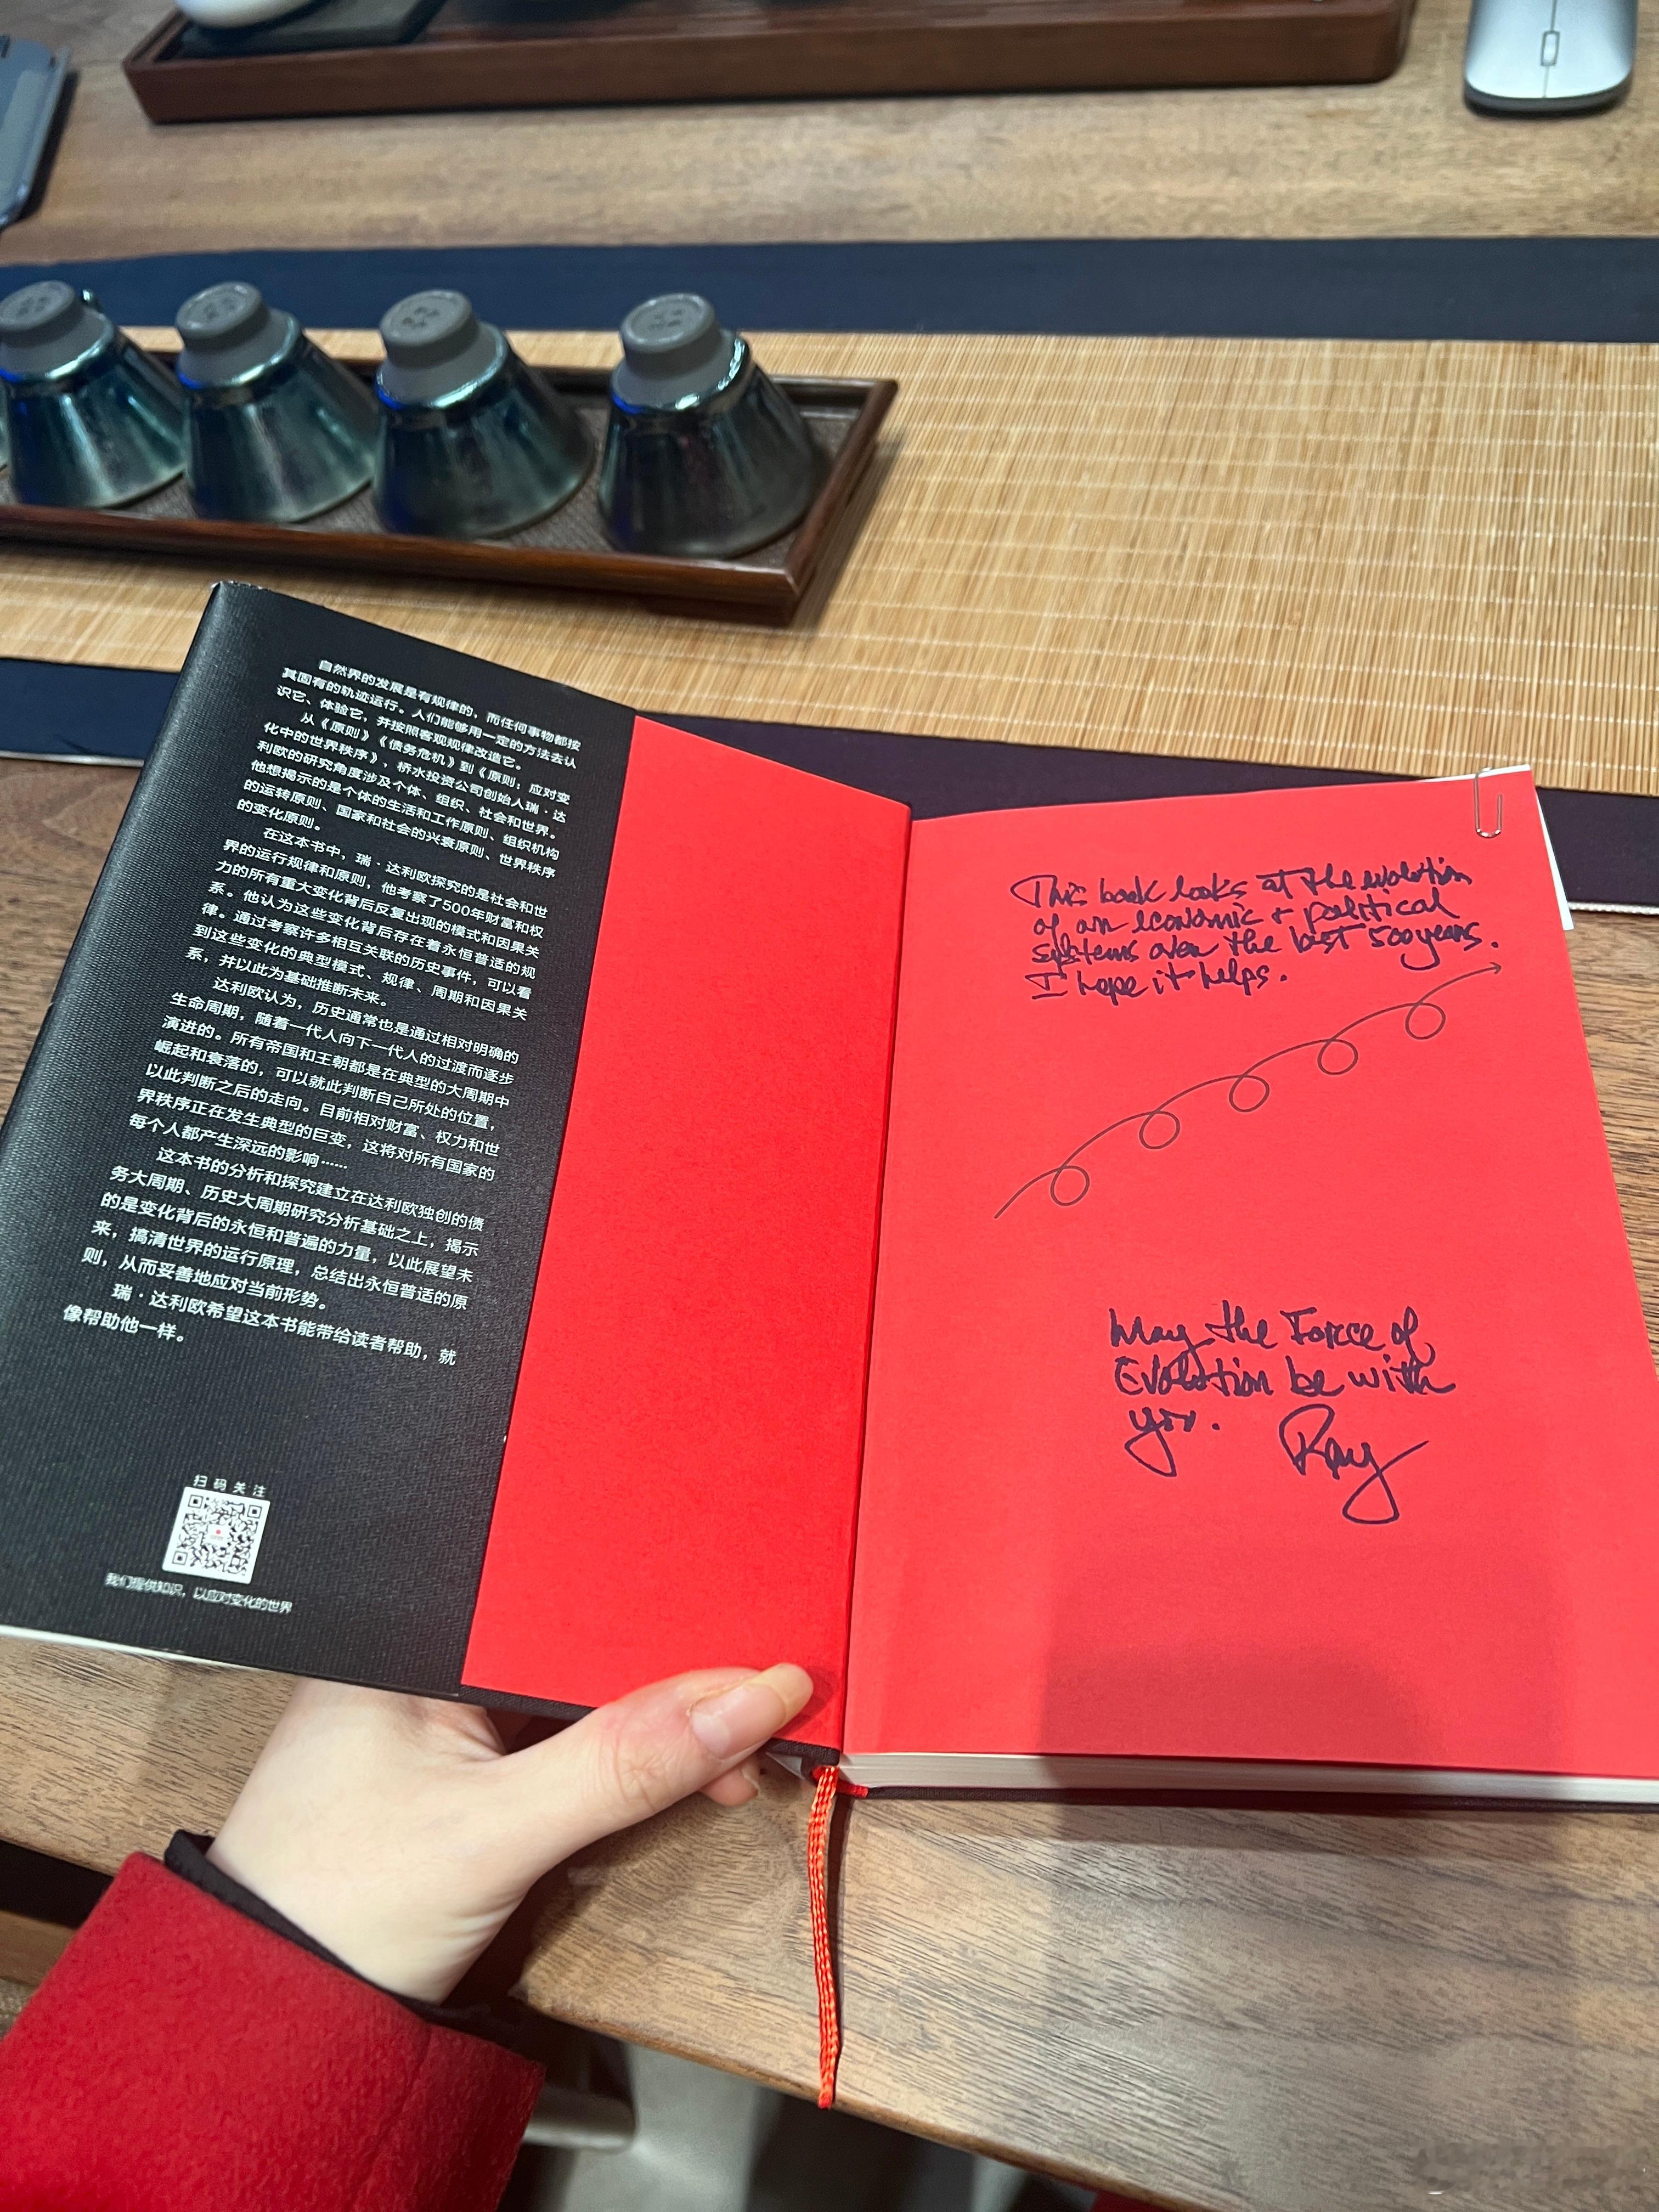 自然界的发展是有规律的，而任何事物都按
其固有的轨迹运行。人们能够用一定的方法去认
识它、体验它，并按照客观规律改造它。
从《原则》《债务危机》到《原则：应对变
化中的世界秩序》，桥水投资公司创始人瑞·达
利欧的研究角度涉及个体、组织、社会和世界。
他想揭示的是个体的生活和工作原则、组织机构
的运转原则、国家和社会的兴衰原则、世界秩序
的变化原则。
在这本书中，瑞·达利欧探究的是社会和世
界的运行规律和原则，他考察了500年财富和权
力的所有重大变化背后反复出现的模式和因果关
系。他认为这些变化背后存在着永恒普适的规
律。通过考察许多相互关联的历史事件，可以看
到这些变化的典型模式、规律、周期和因果关
系，并以此为基础推断未来。
达利欧认为，历史通常也是通过相对明确的
生命周期，随着一代人向下一代人的过渡而逐步
演进的。所有帝国和王朝都是在典型的大周期中
崛起和衰落的，可以就此判断自己所处的位置，
以此判断之后的走向。目前相对财富、权力和世
界秩序正在发生典型的巨变，这将对所有国家的
每个人都产生深远的影响……
这本书的分析和探究建立在达利欧独创的债
务大周期、历史大周期研究分析基础之上，揭示
的是变化背后的永恒和普遍的力量，以此展望未
来，搞清世界的运行原理，总结出永恒普适的原
则，从而妥善地应对当前形势。
瑞·达利欧希望这本书能带给读者帮助，就
像帮助他一样。
扫码关注
我们提供知识，以应对变化的世界
This book looks at the evolution
of an economic + political
systems over the last 500 years.
I hope it helps.
May the Force of
Evolution be with
you. Ray